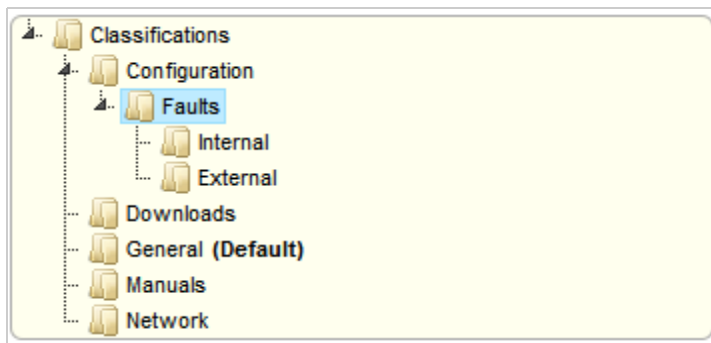 Classifications
Configuration
Faults
Internal
External
Downloads
General (Default)
Manuals
Network